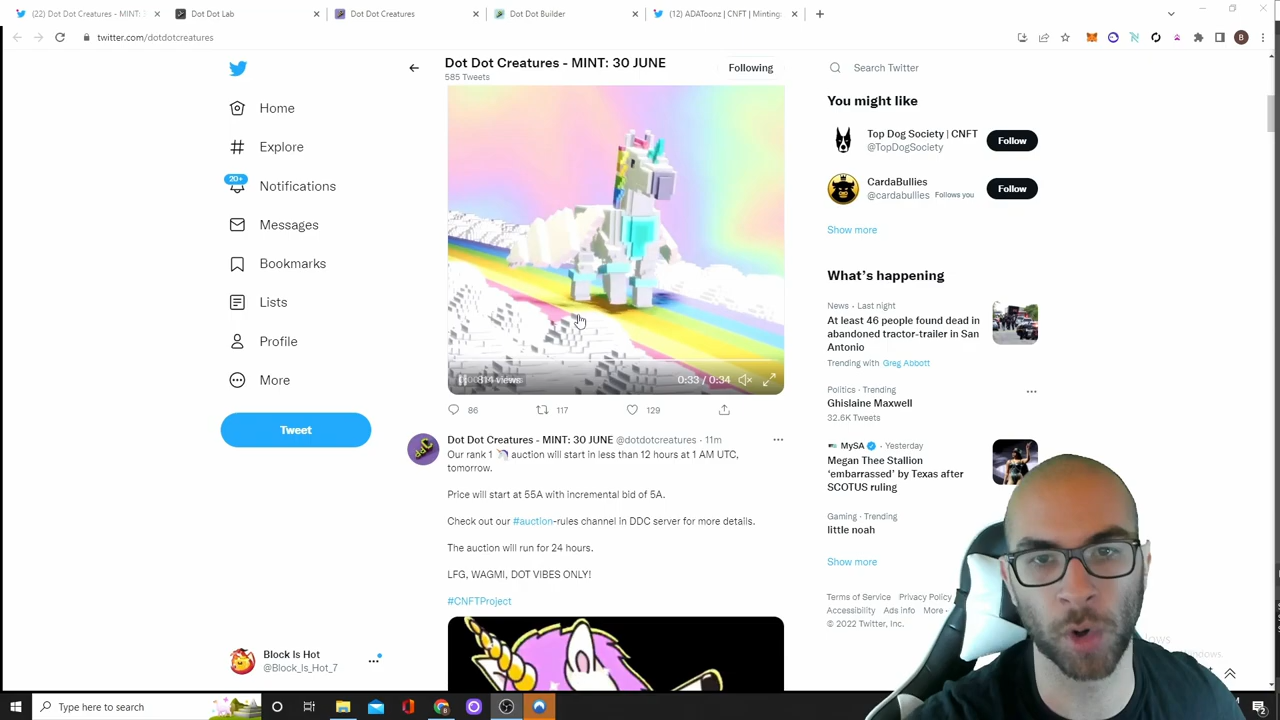 (22) Dot Dot Creatures - MINT: 3
Dot Dot Lab
Dot Dot Creatures
Dot Dot Builder
(12) ADAToonz | CNFT | Minting:
twitter.com/dotdotcreatures
B
Dot Dot Creatures - MINT: 30 JUNE
585 Tweets
Following
Home
Explore
20+
Notifications
Messages
Bookmarks
Lists
Profile
More
Tweet
Block Is Hot
@Block_Is_Hot_7
814 views
0:33 / 0:34
86
117
129
Dot Dot Creatures - MINT: 30 JUNE @dotdotcreatures · 11m
Our rank 1 auction will start in less than 12 hours at 1 AM UTC,
tomorrow.
Price will start at 55A with incremental bid of 5A.
Check out our #auction-rules channel in DDC server for more details.
The auction will run for 24 hours.
LFG, WAGMI, DOT VIBES ONLY!
#CNFTProject
Search Twitter
You might like
Top Dog Society | CNFT
@TopDogSociety
Follow
CardaBullies
@cardabullies Follows you
Follow
Show more
What's happening
News · Last night
At least 46 people found dead in
abandoned tractor-trailer in San
Antonio
Trending with Greg Abbott
Politics · Trending
Ghislaine Maxwell
32.6K Tweets
MySA · Yesterday
Megan Thee Stallion
'embarrassed' by Texas after
SCOTUS ruling
Gaming · Trending
little noah
Show more
Terms of Service Privacy Policy
Accessibility Ads info More
© 2022 Twitter, Inc.
Type here to search
2